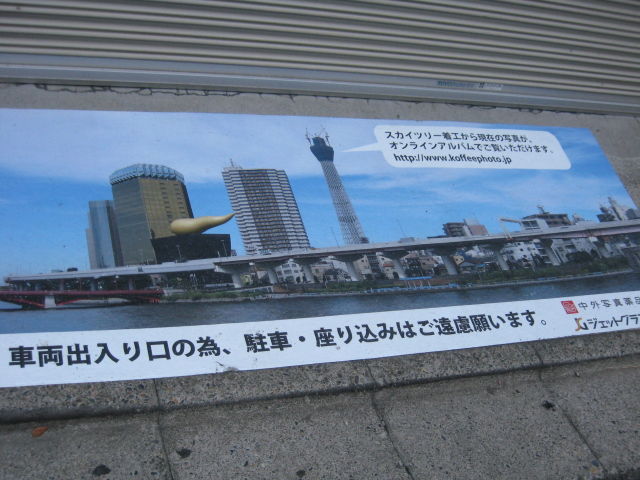 スカイツリー着工から現在の写真が、
オンラインアルバムでご覧いただけます。
http://www.koffeephoto.jp
中外写真薬品
ジェットグラ
車両出入り口の為、駐車・座り込みはご遠慮願います。